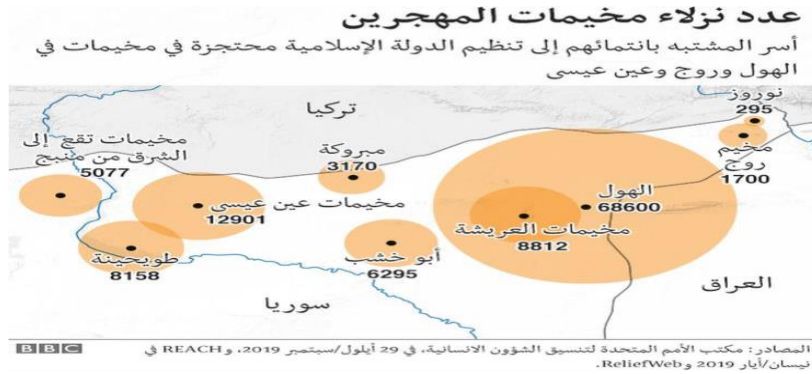 عدد نزلاء مخيمات المهجرين
أسر المشتبه بانتمائهم إلى تنظيم الدولة الإسلامية محتجزة في مخيمات في
الهول وروج وعين عيسى
نوروز
295
تركيا
مخيم
روج
1700
مخيمات تقع إلى
الشرق من منبج
5077
مبروكة
3170
الهول
68600
مخيمات عين عيسى
12901
مخيمات العريشة
8812
أبو خشب
6295
طويحينة
8158
العراق
سوريا
المصادر: مكتب الأمم المتحدة لتنسيق الشؤون الانسانية، في 29 أيلول/سبتمبر 2019، و REACH في
نيسان/أيار 2019 و ReliefWeb.
BBC